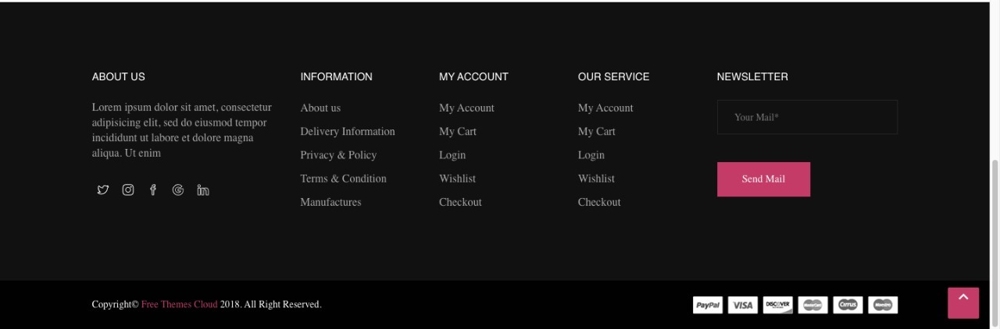 ABOUT US
Lorem ipsum dolor sit amet, consectetur
adipisicing elit, sed do eiusmod tempor
incididunt ut labore et dolore magna
aliqua. Ut enim
INFORMATION
About us
Delivery Information
Privacy & Policy
Terms & Condition
Manufactures
MY ACCOUNT
My Account
My Cart
Login
Wishlist
Checkout
OUR SERVICE
My Account
My Cart
Login
Wishlist
Checkout
NEWSLETTER
Your Mail*
Send Mail
Copyright© Free Themes Cloud 2018. All Right Reserved.
PayPal VISA DISCOVER MasterCard Cirrus Maestro